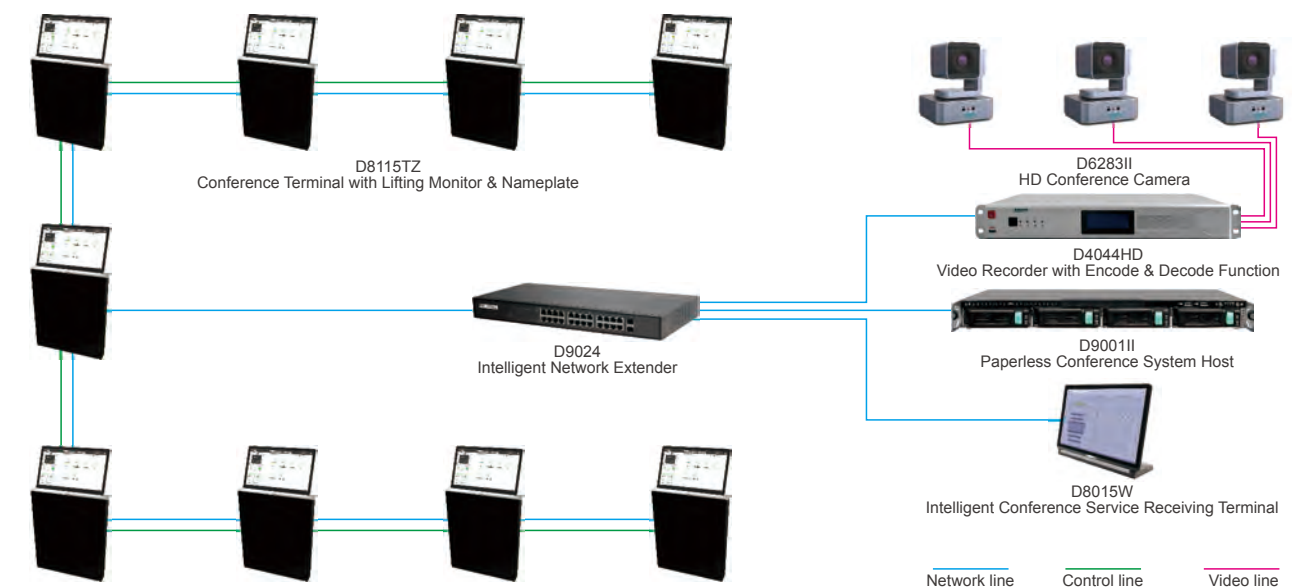 D8115TZ
Conference Terminal with Lifting Monitor & Nameplate
D6283II
HD Conference Camera
D4044HD
Video Recorder with Encode & Decode Function
D9024
Intelligent Network Extender
D9001II
Paperless Conference System Host
D8015W
Intelligent Conference Service Receiving Terminal
Network line
Control line
Video line